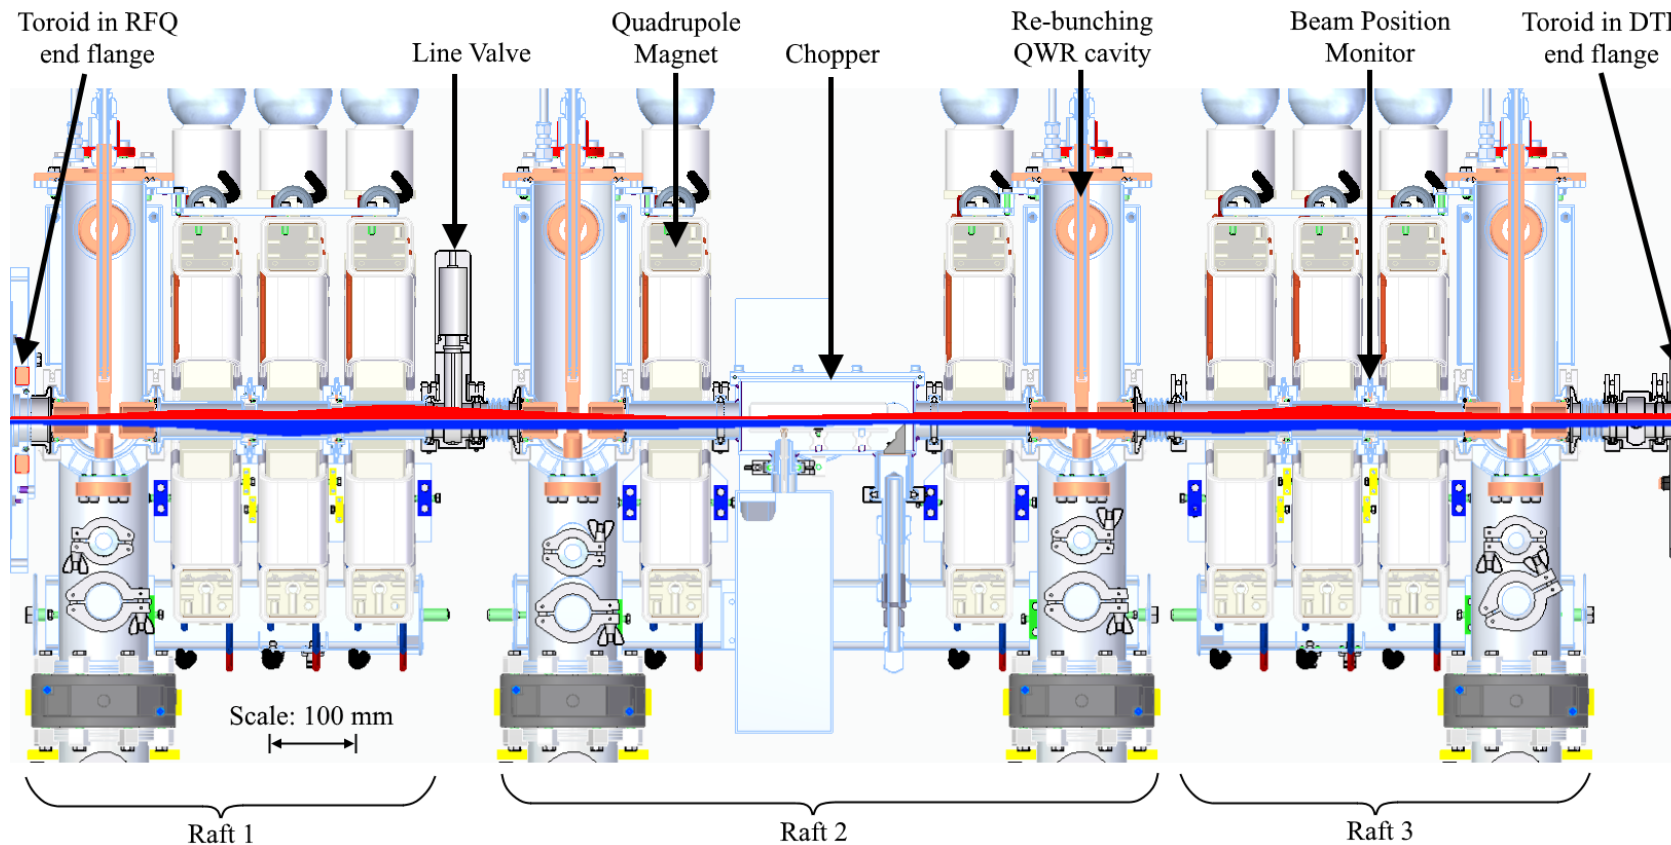 Toroid in RFQ
end flange
Line Valve
Quadrupole
Magnet
Chopper
Re-bunching
QWR cavity
Beam Position
Monitor
Toroid in DTL
end flange
Scale: 100 mm
Raft 1
Raft 2
Raft 3